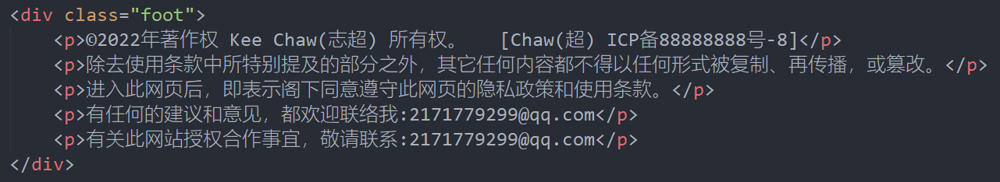 <div class="foot">
<p>©2022年著作权 Kee Chaw(志超) 所有权。 [Chaw(超) ICP备88888888号-8]</p>
<p>除去使用条款中所特别提及的部分之外，其它任何内容都不得以任何形式被复制、再传播，或篡改。</p>
<p>进入此网页后，即表示阁下同意遵守此网页的隐私政策和使用条款。</p>
<p>有任何的建议和意见，都欢迎联络我:2171779299@qq.com</p>
<p>有关此网站授权合作事宜，敬请联系:2171779299@qq.com</p>
</div>